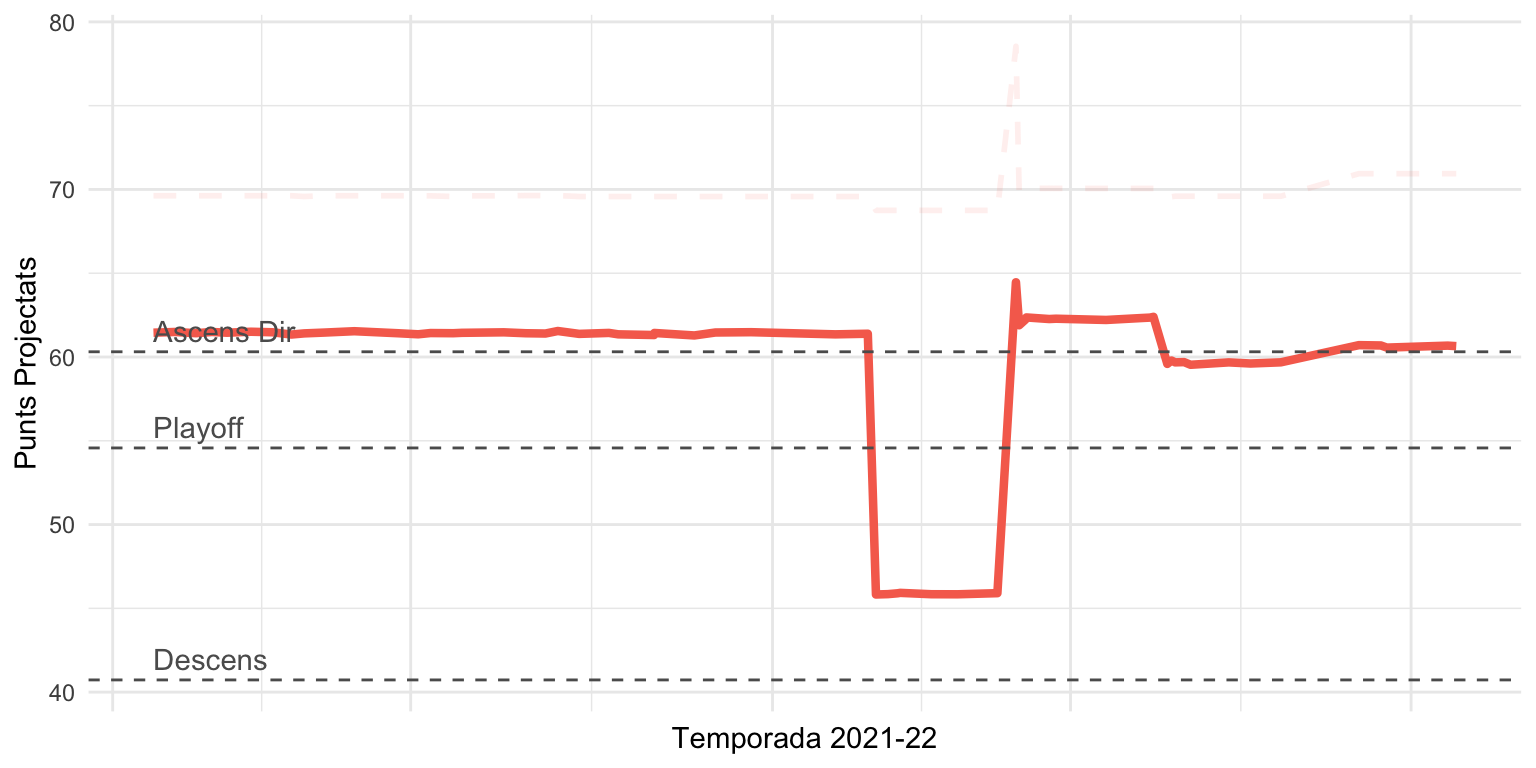 80
70
60
50
40
Punts Projectats
Ascens Dir
Playoff
Descens
Temporada 2021-22